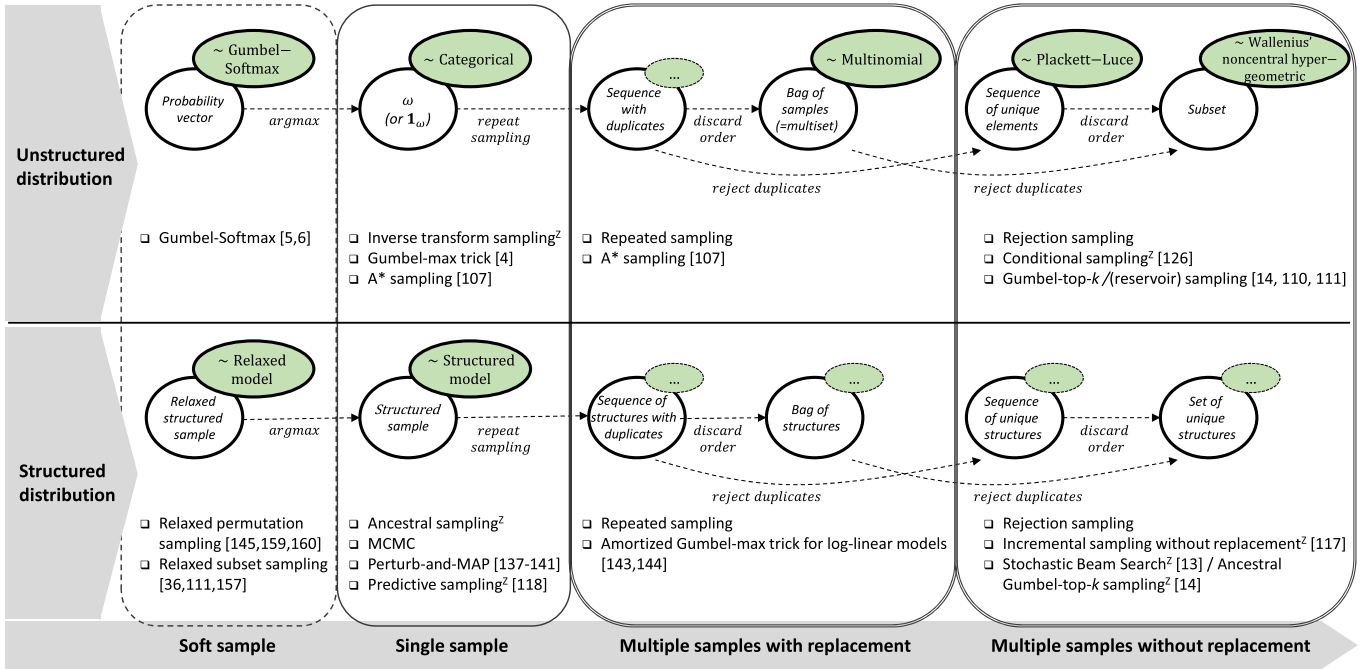 Unstructured
distribution
~ Gumbel−
Softmax
Probability
vector
argmax
~ Categorical
ω
(or 𝟏ω)
repeat
sampling
...
Sequence
with
duplicates
discard
order
~ Multinomial
Bag of
samples
(=multiset)
reject duplicates
~ Plackett−Luce
Sequence
of unique
elements
discard
order
~ Wallenius'
noncentral hyper−
geometric
Subset
reject duplicates
❑ Gumbel-Softmax [5,6]
❑ Inverse transform samplingᶻ
❑ Gumbel-max trick [4]
❑ A* sampling [107]
❑ Repeated sampling
❑ A* sampling [107]
❑ Rejection sampling
❑ Conditional samplingᶻ [126]
❑ Gumbel-top-k /(reservoir) sampling [14, 110, 111]
Structured
distribution
~ Relaxed
model
Relaxed
structured
sample
argmax
~ Structured
model
Structured
sample
repeat
sampling
...
Sequence of
structures with
duplicates
discard
order
...
Bag of
structures
reject duplicates
...
Sequence
of unique
structures
discard
order
...
Set of
unique
structures
reject duplicates
❑ Relaxed permutation
sampling [145,159,160]
❑ Relaxed subset sampling
[36,111,157]
❑ Ancestral samplingᶻ
❑ MCMC
❑ Perturb-and-MAP [137-141]
❑ Predictive samplingᶻ [118]
❑ Repeated sampling
❑ Amortized Gumbel-max trick for log-linear models
[143,144]
❑ Rejection sampling
❑ Incremental sampling without replacementᶻ [117]
❑ Stochastic Beam Searchᶻ [13] / Ancestral
Gumbel-top-k samplingᶻ [14]
Soft sample
Single sample
Multiple samples with replacement
Multiple samples without replacement